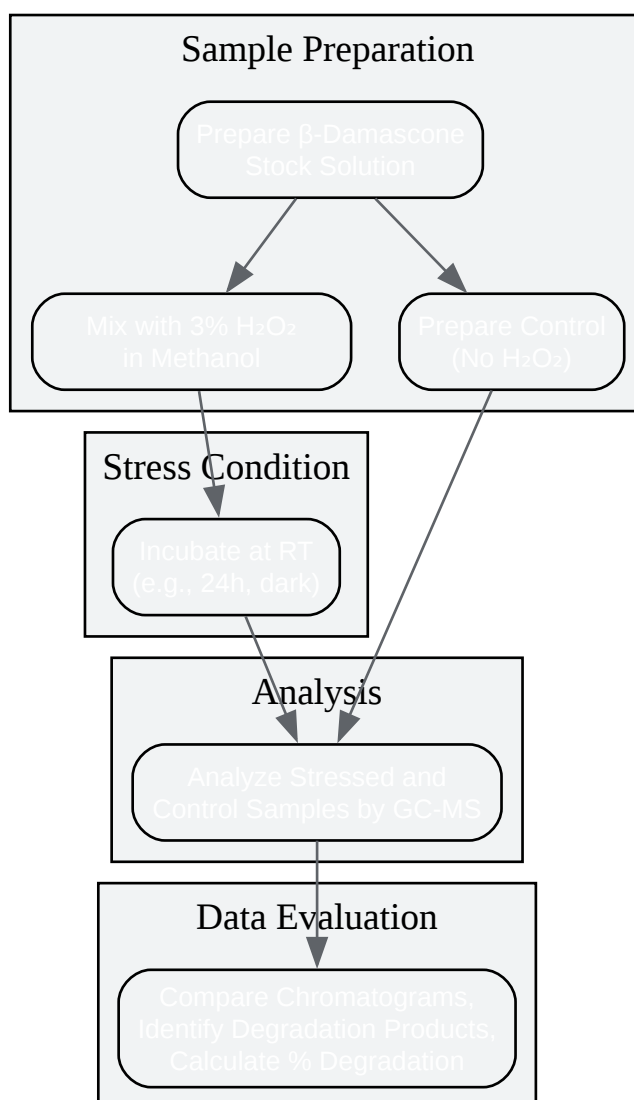 Sample Preparation
Prepare β-Damascone
Stock Solution
Mix with 3% H₂O₂
in Methanol
Prepare Control
(No H₂O₂)
Stress Condition
Incubate at RT
(e.g., 24h, dark)
Analysis
Analyze Stressed and
Control Samples by GC-MS
Data Evaluation
Compare Chromatograms,
Identify Degradation Products,
Calculate % Degradation